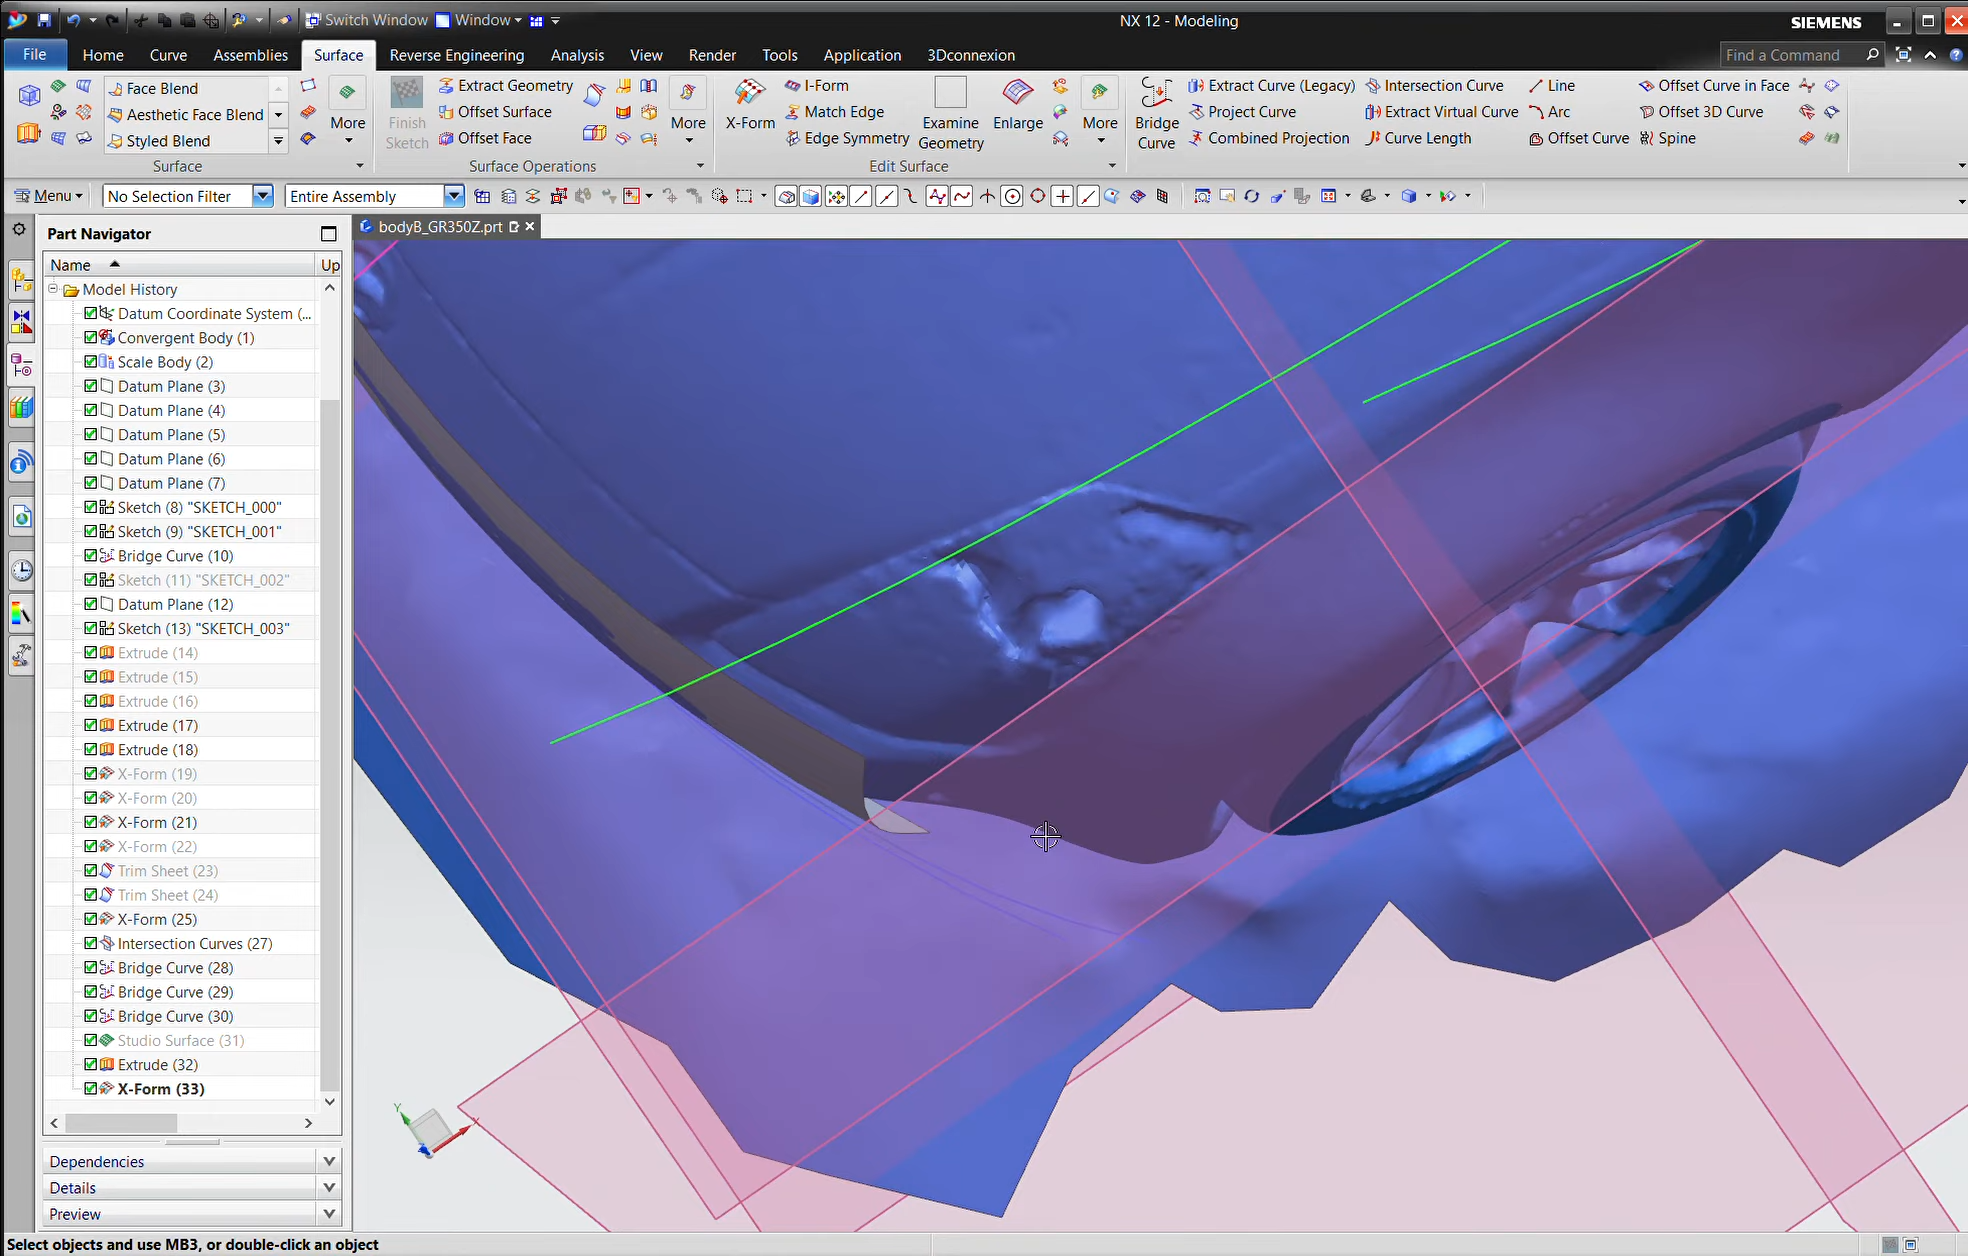 Switch Window Window NX 12 - Modeling SIEMENS
File Home Curve Assemblies Surface Reverse Engineering Analysis View Render Tools Application 3Dconnexion Find a Command
Face Blend
Aesthetic Face Blend
Styled Blend
More
Surface
Finish Sketch
Extract Geometry
Offset Surface
Offset Face
More
Surface Operations
X-Form
I-Form
Match Edge
Edge Symmetry
Examine Geometry
Enlarge
More
Edit Surface
Bridge Curve
Extract Curve (Legacy)
Project Curve
Combined Projection
Intersection Curve
Extract Virtual Curve
Curve Length
Line
Arc
Offset Curve
Offset Curve in Face
Offset 3D Curve
Spine
Menu No Selection Filter Entire Assembly
Part Navigator
bodyB_GR350Z.prt
Name Up
Model History
Datum Coordinate System (...
Convergent Body (1)
Scale Body (2)
Datum Plane (3)
Datum Plane (4)
Datum Plane (5)
Datum Plane (6)
Datum Plane (7)
Sketch (8) "SKETCH_000"
Sketch (9) "SKETCH_001"
Bridge Curve (10)
Sketch (11) "SKETCH_002"
Datum Plane (12)
Sketch (13) "SKETCH_003"
Extrude (14)
Extrude (15)
Extrude (16)
Extrude (17)
Extrude (18)
X-Form (19)
X-Form (20)
X-Form (21)
X-Form (22)
Trim Sheet (23)
Trim Sheet (24)
X-Form (25)
Intersection Curves (27)
Bridge Curve (28)
Bridge Curve (29)
Bridge Curve (30)
Studio Surface (31)
Extrude (32)
X-Form (33)
Y
X
Dependencies
Details
Preview
Select objects and use MB3, or double-click an object